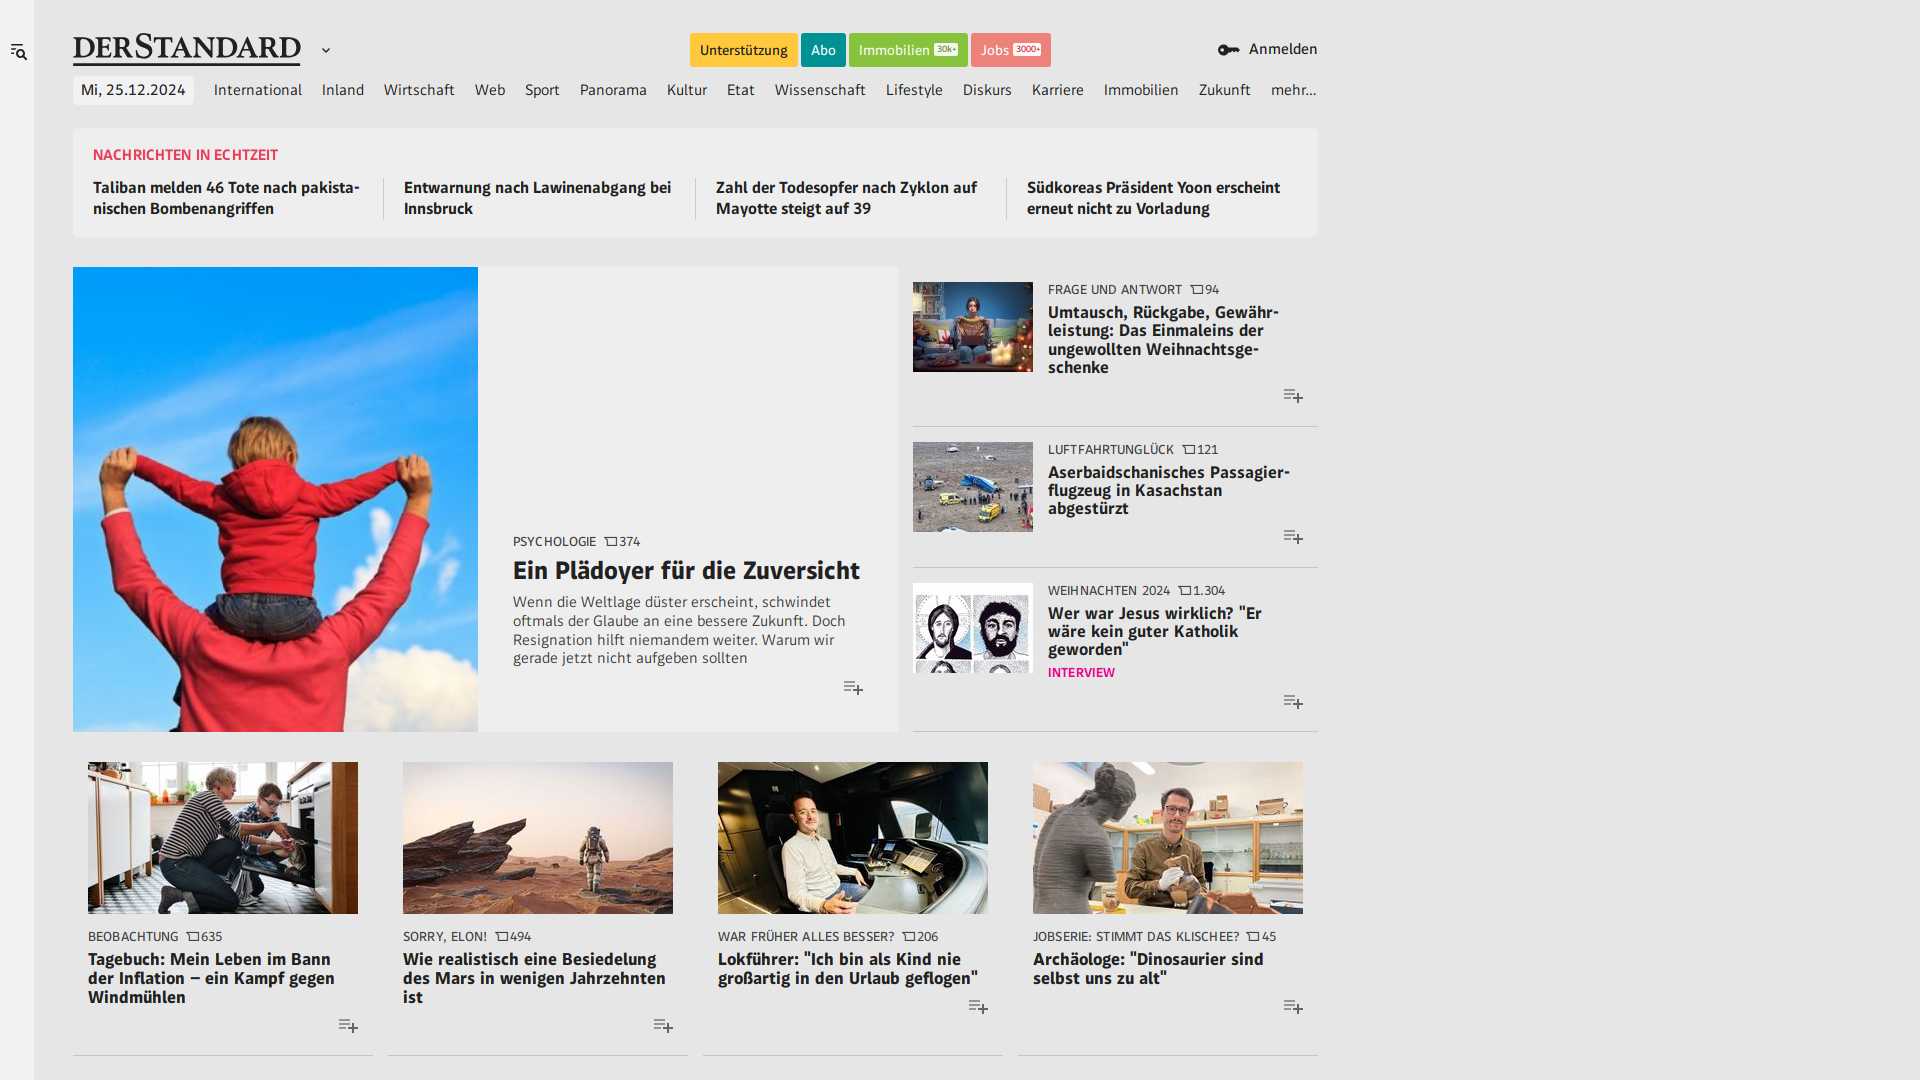 DERSTANDARD
Unterstützung
Abo
Immobilien 30k+
Jobs 3000+
Anmelden
Mi, 25.12.2024
International
Inland
Wirtschaft
Web
Sport
Panorama
Kultur
Etat
Wissenschaft
Lifestyle
Diskurs
Karriere
Immobilien
Zukunft
mehr...
NACHRICHTEN IN ECHTZEIT
Taliban melden 46 Tote nach pakista-
nischen Bombenangriffen
Entwarnung nach Lawinenabgang bei
Innsbruck
Zahl der Todesopfer nach Zyklon auf
Mayotte steigt auf 39
Südkoreas Präsident Yoon erscheint
erneut nicht zu Vorladung
PSYCHOLOGIE 374
Ein Plädoyer für die Zuversicht
Wenn die Weltlage düster erscheint, schwindet
oftmals der Glaube an eine bessere Zukunft. Doch
Resignation hilft niemandem weiter. Warum wir
gerade jetzt nicht aufgeben sollten
FRAGE UND ANTWORT 94
Umtausch, Rückgabe, Gewähr-
leistung: Das Einmaleins der
ungewollten Weihnachtsge-
schenke
LUFTFAHRTUNGLÜCK 121
Aserbaidschanisches Passagier-
flugzeug in Kasachstan
abgestürzt
WEIHNACHTEN 2024 1.304
Wer war Jesus wirklich? "Er
wäre kein guter Katholik
geworden"
INTERVIEW
BEOBACHTUNG 635
Tagebuch: Mein Leben im Bann
der Inflation – ein Kampf gegen
Windmühlen
SORRY, ELON! 494
Wie realistisch eine Besiedelung
des Mars in wenigen Jahrzehnten
ist
WAR FRÜHER ALLES BESSER? 206
Lokführer: "Ich bin als Kind nie
großartig in den Urlaub geflogen"
JOBSERIE: STIMMT DAS KLISCHEE? 45
Archäologe: "Dinosaurier sind
selbst uns zu alt"